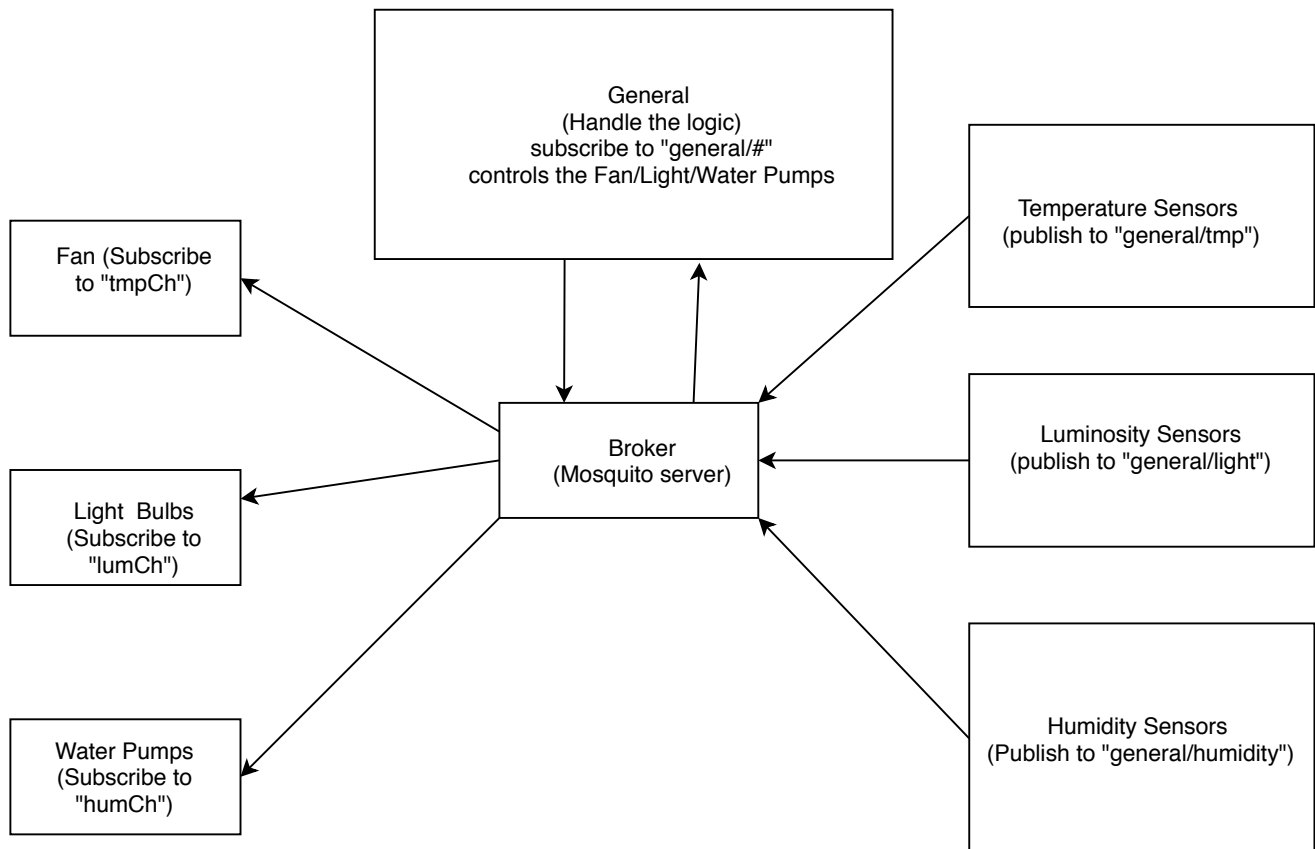 General
(Handle the logic)
subscribe to "general/#"
controls the Fan/Light/Water Pumps
Temperature Sensors
(publish to "general/tmp")
Fan (Subscribe
to "tmpCh")
Luminosity Sensors
(publish to "general/light")
Broker
(Mosquito server)
Light  Bulbs
(Subscribe to
"lumCh")
Humidity Sensors
(Publish to "general/humidity")
Water Pumps
(Subscribe to
"humCh")